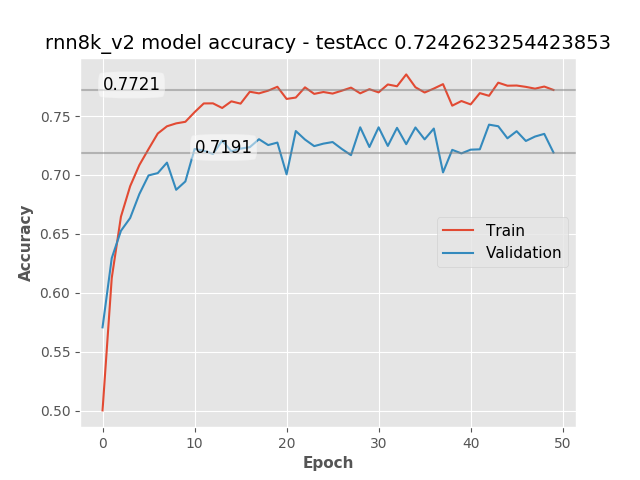 rnn8k_v2 model accuracy - testAcc 0.7242623254423853
0.7721
0.75
0.7191
0.70
0.65
0.60
0.55
0.50
Accuracy
Train
Validation
0 10 20 30 40 50
Epoch